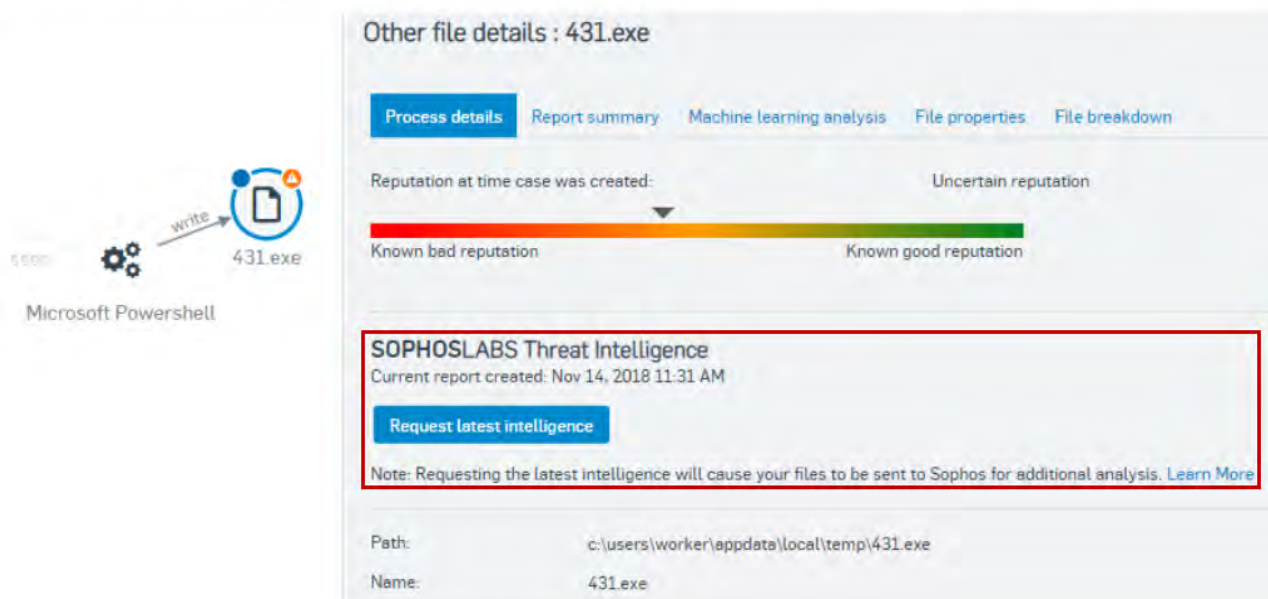 Other file details : 431.exe
Process details Report summary Machine learning analysis File properties File breakdown
Reputation at time case was created: Uncertain reputation
Known bad reputation Known good reputation
write
431.exe
Microsoft Powershell
SOPHOSLABS Threat Intelligence
Current report created: Nov 14, 2018 11:31 AM
Request latest intelligence
Note: Requesting the latest intelligence will cause your files to be sent to Sophos for additional analysis. Learn More
Path: c:\users\worker\appdata\local\temp\431.exe
Name: 431.exe